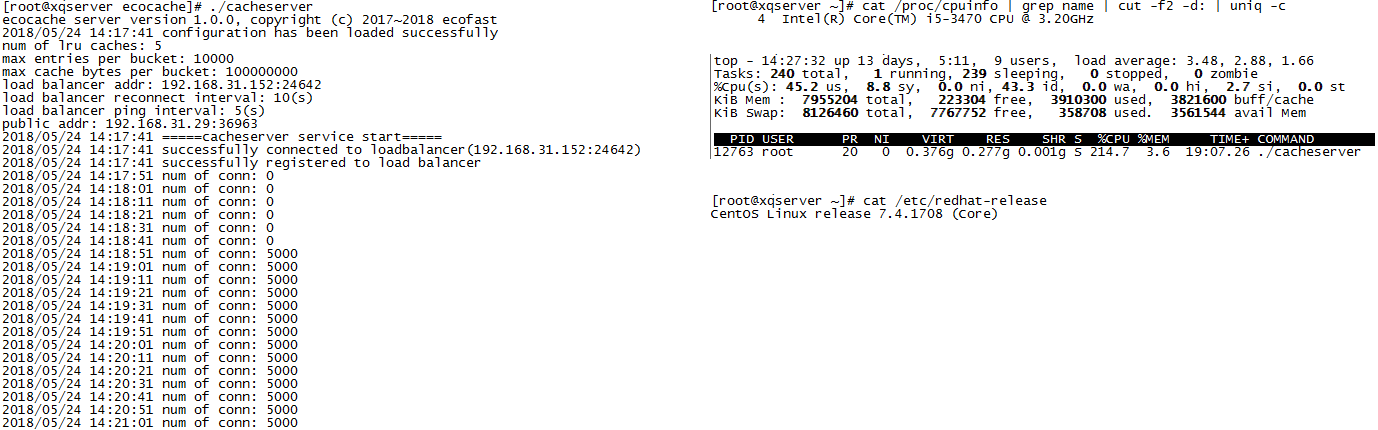 [root@xqserver ecocache]# ./cacheserver
ecocache server version 1.0.0, copyright (c) 2017~2018 ecofast
2018/05/24 14:17:41 configuration has been loaded successfully
num of lru caches: 5
max entries per bucket: 10000
max cache bytes per bucket: 100000000
load balancer addr: 192.168.31.152:24642
load balancer reconnect interval: 10(s)
load balancer ping interval: 5(s)
public addr: 192.168.31.29:36963
2018/05/24 14:17:41 =====cacheserver service start=====
2018/05/24 14:17:41 successfully connected to loadbalancer(192.168.31.152:24642)
2018/05/24 14:17:41 successfully registered to load balancer
2018/05/24 14:17:51 num of conn: 0
2018/05/24 14:18:01 num of conn: 0
2018/05/24 14:18:11 num of conn: 0
2018/05/24 14:18:21 num of conn: 0
2018/05/24 14:18:31 num of conn: 0
2018/05/24 14:18:41 num of conn: 0
2018/05/24 14:18:51 num of conn: 5000
2018/05/24 14:19:01 num of conn: 5000
2018/05/24 14:19:11 num of conn: 5000
2018/05/24 14:19:21 num of conn: 5000
2018/05/24 14:19:31 num of conn: 5000
2018/05/24 14:19:41 num of conn: 5000
2018/05/24 14:19:51 num of conn: 5000
2018/05/24 14:20:01 num of conn: 5000
2018/05/24 14:20:11 num of conn: 5000
2018/05/24 14:20:21 num of conn: 5000
2018/05/24 14:20:31 num of conn: 5000
2018/05/24 14:20:41 num of conn: 5000
2018/05/24 14:20:51 num of conn: 5000
2018/05/24 14:21:01 num of conn: 5000
[root@xqserver ~]# cat /proc/cpuinfo | grep name | cut -f2 -d: | uniq -c
4  Intel(R) Core(TM) i5-3470 CPU @ 3.20GHz
top - 14:27:32 up 13 days,  5:11,  9 users,  load average: 3.48, 2.88, 1.66
Tasks: 240 total,   1 running, 239 sleeping,   0 stopped,   0 zombie
%Cpu(s): 45.2 us,  8.8 sy,  0.0 ni, 43.3 id,  0.0 wa,  0.0 hi,  2.7 si,  0.0 st
KiB Mem :  7955204 total,   223304 free,  3910300 used,  3821600 buff/cache
KiB Swap:  8126460 total,  7767752 free,   358708 used.  3561544 avail Mem
PID USER      PR  NI    VIRT    RES    SHR S  %CPU %MEM     TIME+ COMMAND
12763 root      20   0  0.376g 0.277g 0.001g S 214.7  3.6  19:07.26 ./cacheserver
[root@xqserver ~]# cat /etc/redhat-release
CentOS Linux release 7.4.1708 (Core)